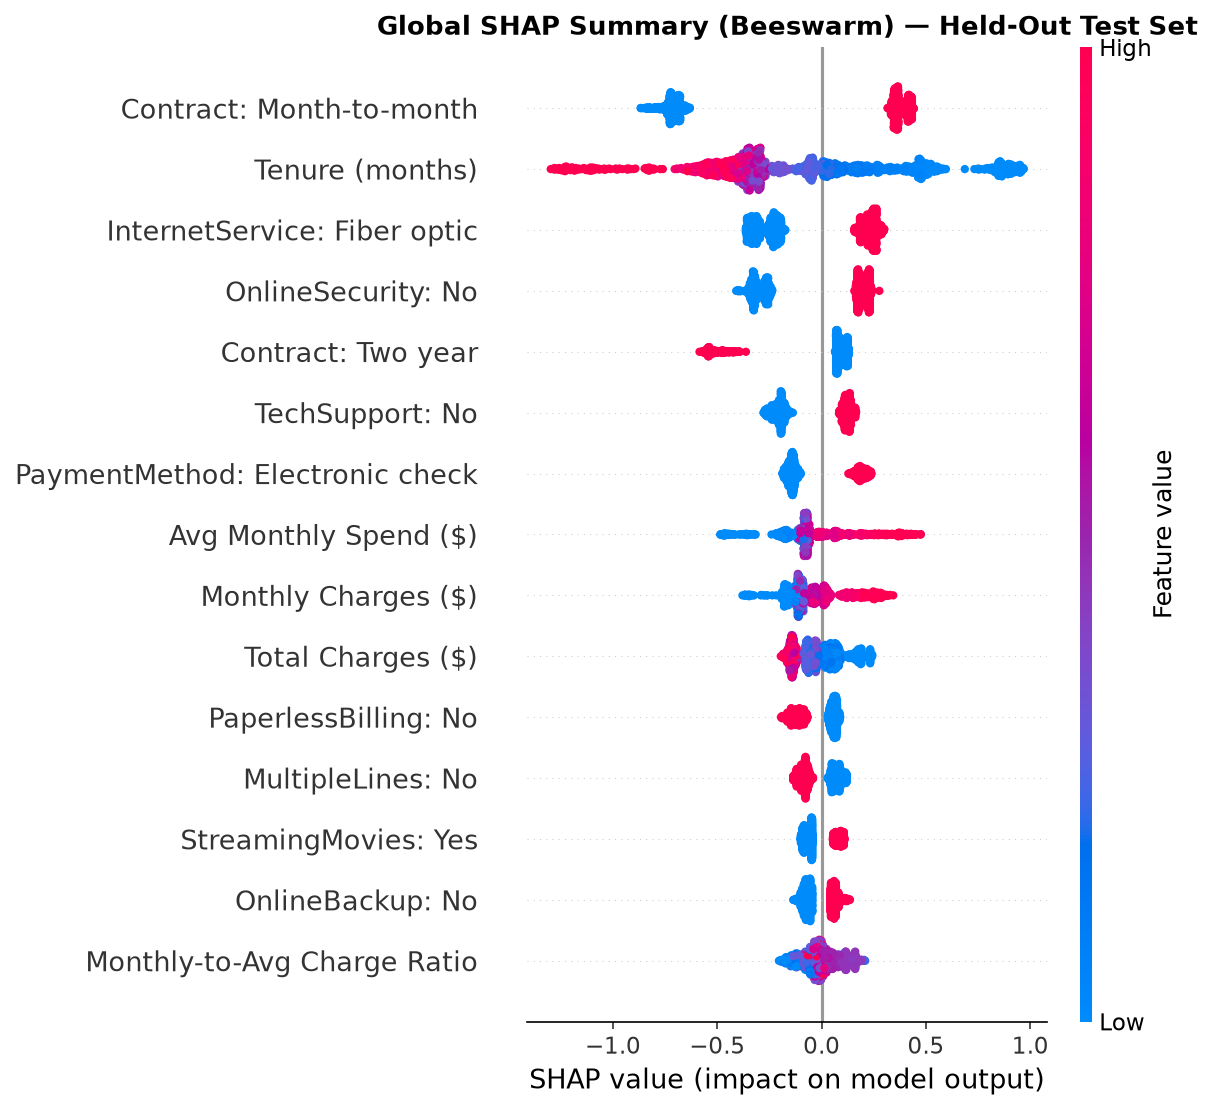 Global SHAP Summary (Beeswarm) — Held-Out Test Set
High
Contract: Month-to-month
Tenure (months)
InternetService: Fiber optic
OnlineSecurity: No
Contract: Two year
TechSupport: No
PaymentMethod: Electronic check
Avg Monthly Spend ($)
Monthly Charges ($)
Total Charges ($)
PaperlessBilling: No
MultipleLines: No
StreamingMovies: Yes
OnlineBackup: No
Monthly-to-Avg Charge Ratio
Feature value
Low
−1.0 −0.5 0.0 0.5 1.0
SHAP value (impact on model output)